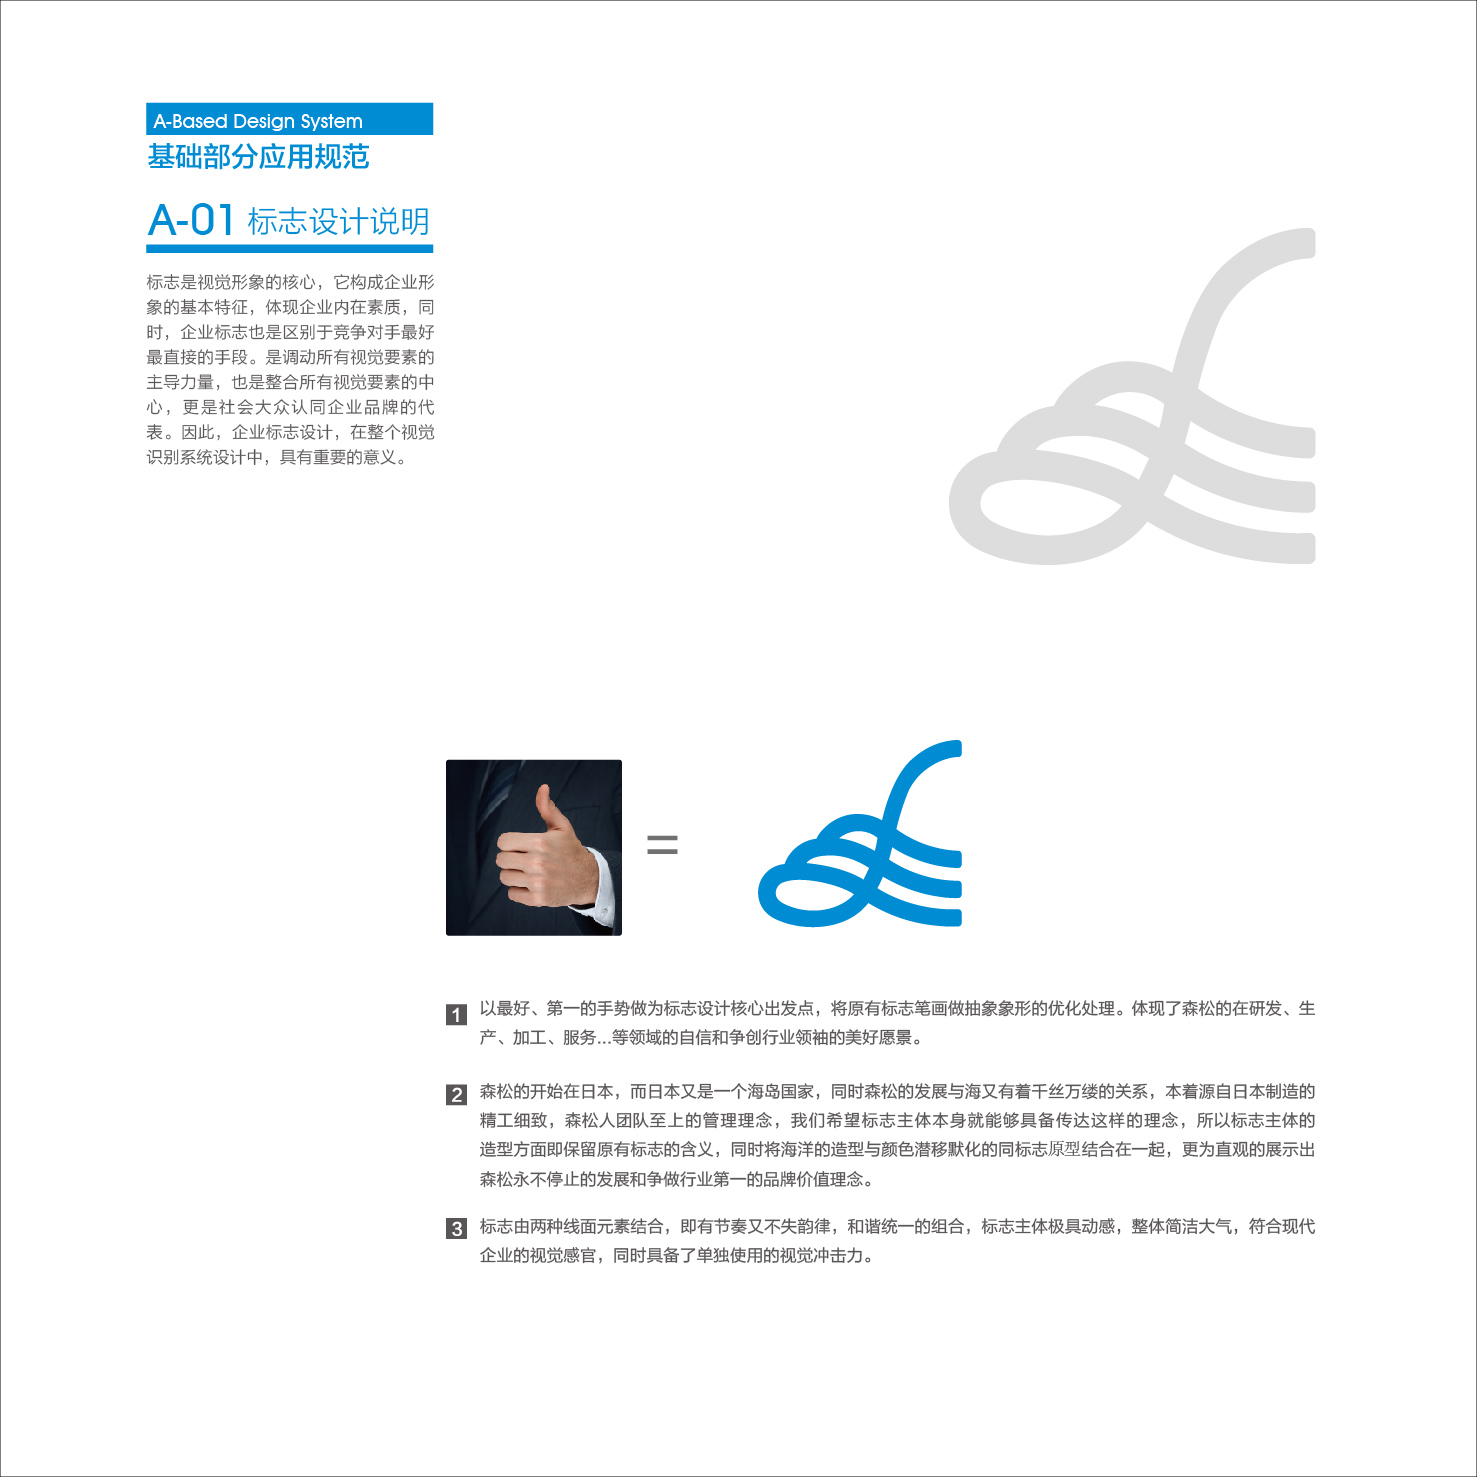 A-Based Design System
基础部分应用规范
A-01 标志设计说明
标志是视觉形象的核心，它构成企业形
象的基本特征，体现企业内在素质，同
时，企业标志也是区别于竞争对手最好
最直接的手段。是调动所有视觉要素的
主导力量，也是整合所有视觉要素的中
心，更是社会大众认同企业品牌的代
表。因此，企业标志设计，在整个视觉
识别系统设计中，具有重要的意义。
=
1 以最好、第一的手势做为标志设计核心出发点，将原有标志笔画做抽象象形的优化处理。体现了森松的在研发、生
产、加工、服务...等领域的自信和争创行业领袖的美好愿景。
2 森松的开始在日本，而日本又是一个海岛国家，同时森松的发展与海又有着千丝万缕的关系，本着源自日本制造的
精工细致，森松人团队至上的管理理念，我们希望标志主体本身就能够具备传达这样的理念，所以标志主体的
造型方面即保留原有标志的含义，同时将海洋的造型与颜色潜移默化的同标志原型结合在一起，更为直观的展示出
森松永不停止的发展和争做行业第一的品牌价值理念。
3 标志由两种线面元素结合，即有节奏又不失韵律，和谐统一的组合，标志主体极具动感，整体简洁大气，符合现代
企业的视觉感官，同时具备了单独使用的视觉冲击力。